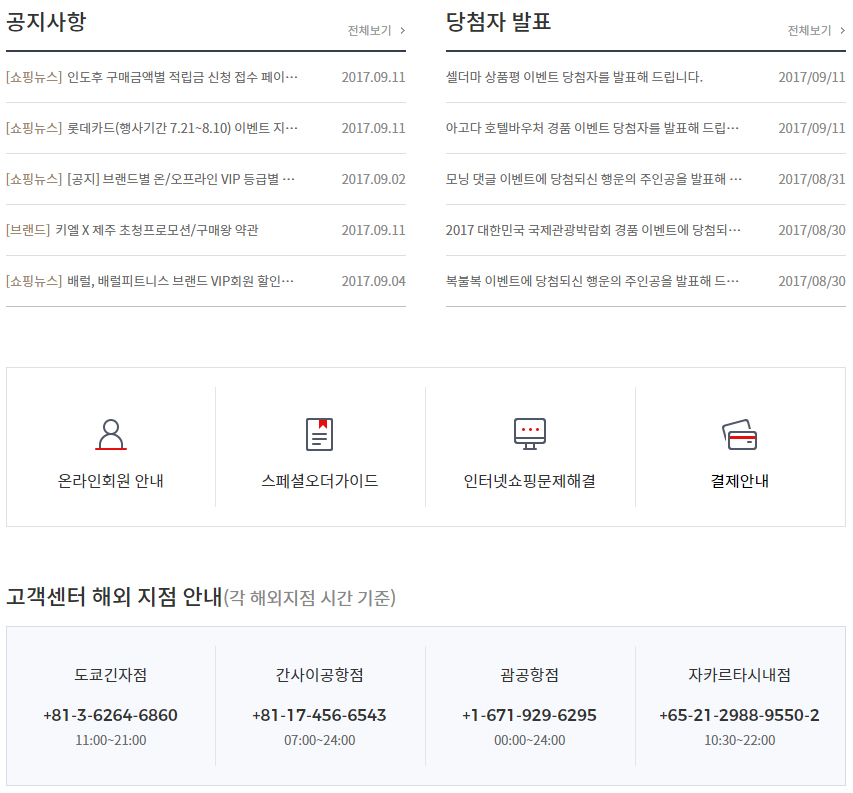 공지사항
전체보기 >
[쇼핑뉴스] 인도후 구매금액별 적립금 신청 접수 페이⋯ 2017.09.11
[쇼핑뉴스] 롯데카드(행사기간 7.21~8.10) 이벤트 지⋯ 2017.09.11
[쇼핑뉴스] [공지] 브랜드별 온/오프라인 VIP 등급별 ⋯ 2017.09.02
[브랜드] 키엘 X 제주 초청프로모션/구매왕 약관 2017.09.11
[쇼핑뉴스] 배럴, 배럴피트니스 브랜드 VIP회원 할인⋯ 2017.09.04
당첨자 발표
전체보기 >
셀더마 상품평 이벤트 당첨자를 발표해 드립니다. 2017/09/11
아고다 호텔바우처 경품 이벤트 당첨자를 발표해 드립⋯ 2017/09/11
모닝 댓글 이벤트에 당첨되신 행운의 주인공을 발표해 ⋯ 2017/08/31
2017 대한민국 국제관광박람회 경품 이벤트에 당첨되⋯ 2017/08/30
복불복 이벤트에 당첨되신 행운의 주인공을 발표해 드⋯ 2017/08/30
온라인회원 안내
스페셜오더가이드
인터넷쇼핑문제해결
결제안내
고객센터 해외 지점 안내(각 해외지점 시간 기준)
도쿄긴자점
+81-3-6264-6860
11:00~21:00
간사이공항점
+81-17-456-6543
07:00~24:00
괌공항점
+1-671-929-6295
00:00~24:00
자카르타시내점
+65-21-2988-9550-2
10:30~22:00